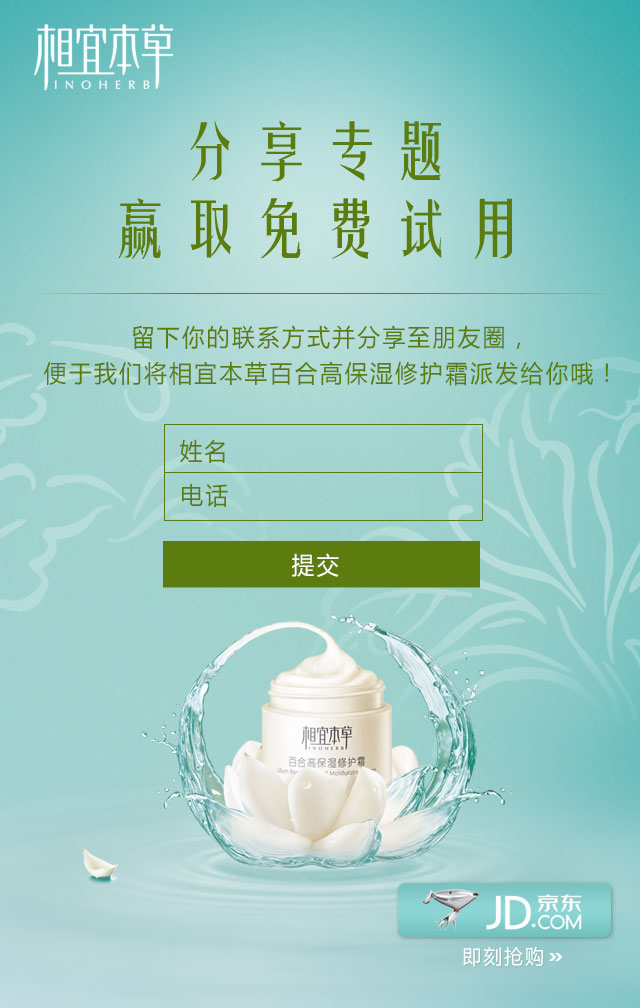 相宜本草
INOHERB
分享专题
赢取免费试用
留下你的联系方式并分享至朋友圈，
便于我们将相宜本草百合高保湿修护霜派发给你哦！
姓名
电话
提交
相宜本草
INOHERB
百合高保湿修护霜
Moisturizing
JD.京东
.COM
即刻抢购»